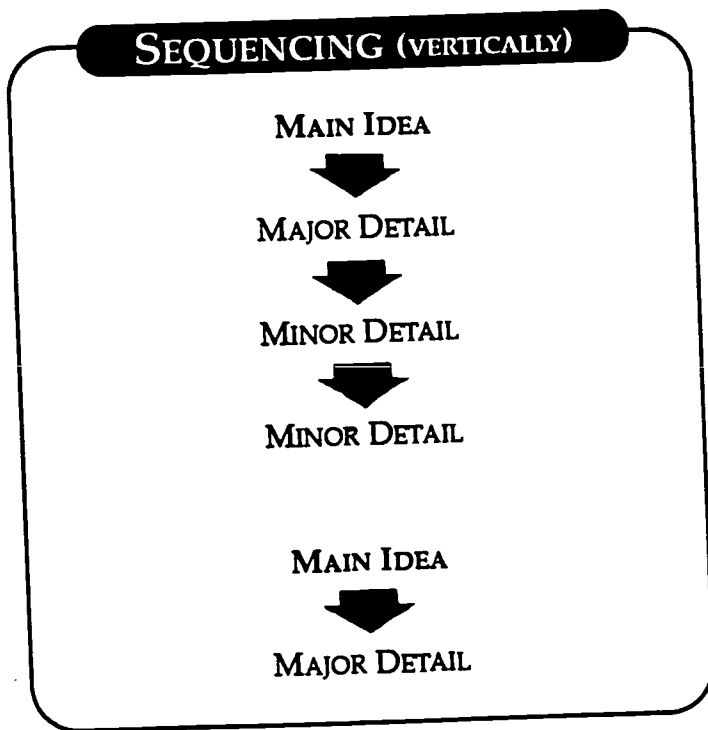 SEQUENCING (VERTICALLY)
MAIN IDEA
MAJOR DETAIL
MINOR DETAIL
MINOR DETAIL
MAIN IDEA
MAJOR DETAIL